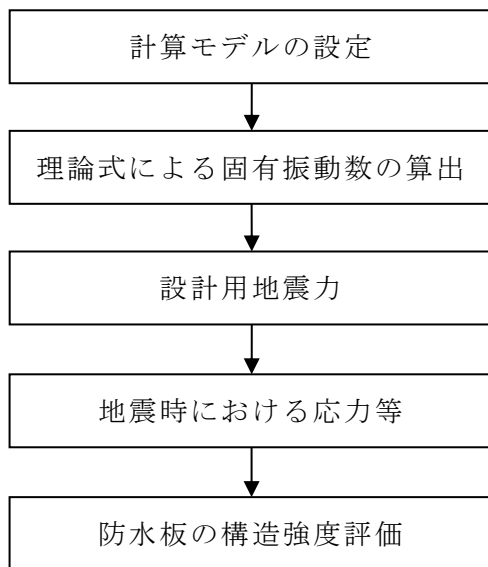 計算モデルの設定
理論式による固有振動数の算出
設計用地震力
地震時における応力等
防水板の構造強度評価